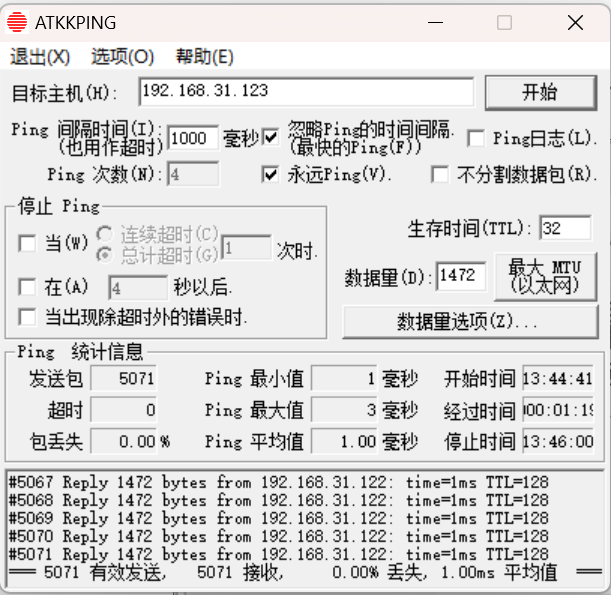 ATKKPING
退出(X) 选项(O) 帮助(E)
目标主机(H): 192.168.31.123 开始
Ping 间隔时间(I): 1000 毫秒 忽略Ping的时间间隔. Ping日志(L).
(也用作超时) (最快的Ping(F))
Ping 次数(N): 4 永远Ping(V). 不分割数据包(R).
停止 Ping
当(W) 连续超时(C) 1 次时.
总计超时(G)
在(A) 4 秒以后.
当出现除超时外的错误时.
生存时间(TTL): 32
数据量(D): 1472 最大 MTU
(以太网)
数据量选项(Z)...
Ping 统计信息
发送包 5071 Ping 最小值 1 毫秒 开始时间 13:44:41
超时 0 Ping 最大值 3 毫秒 经过时间 00:01:19
包丢失 0.00 % Ping 平均值 1.00 毫秒 停止时间 13:46:00
#5067 Reply 1472 bytes from 192.168.31.122: time=1ms TTL=128
#5068 Reply 1472 bytes from 192.168.31.122: time=1ms TTL=128
#5069 Reply 1472 bytes from 192.168.31.122: time=1ms TTL=128
#5070 Reply 1472 bytes from 192.168.31.122: time=1ms TTL=128
#5071 Reply 1472 bytes from 192.168.31.122: time=1ms TTL=128
== 5071 有效发送, 5071 接收, 0.00% 丢失, 1.00ms 平均值 ==